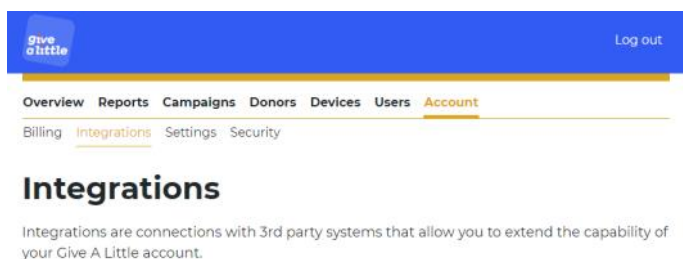 give
a little
Log out
Overview Reports Campaigns Donors Devices Users Account
Billing Integrations Settings Security
Integrations
Integrations are connections with 3rd party systems that allow you to extend the capability of
your Give A Little account.